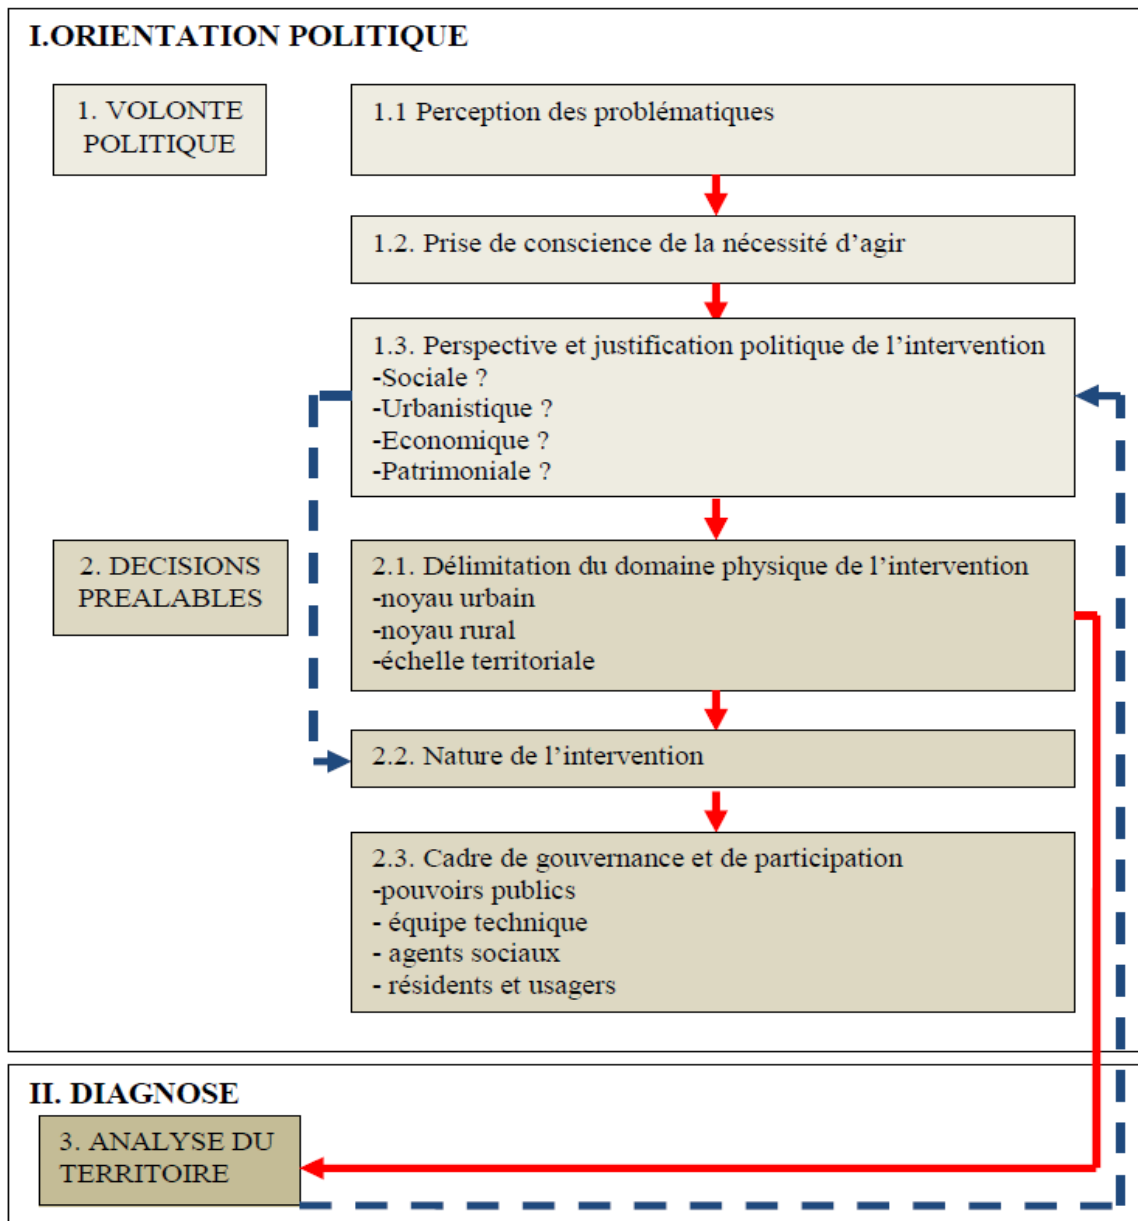 I.ORIENTATION POLITIQUE
1. VOLONTE
POLITIQUE
1.1 Perception des problématiques
1.2. Prise de conscience de la nécessité d’agir
1.3. Perspective et justification politique de l’intervention
-Sociale ?
-Urbanistique ?
-Economique ?
-Patrimoniale ?
2. DECISIONS
PREALABLES
2.1. Délimitation du domaine physique de l’intervention
-noyau urbain
-noyau rural
-échelle territoriale
2.2. Nature de l’intervention
2.3. Cadre de gouvernance et de participation
-pouvoirs publics
- équipe technique
- agents sociaux
- résidents et usagers
II. DIAGNOSE
3. ANALYSE DU
TERRITOIRE